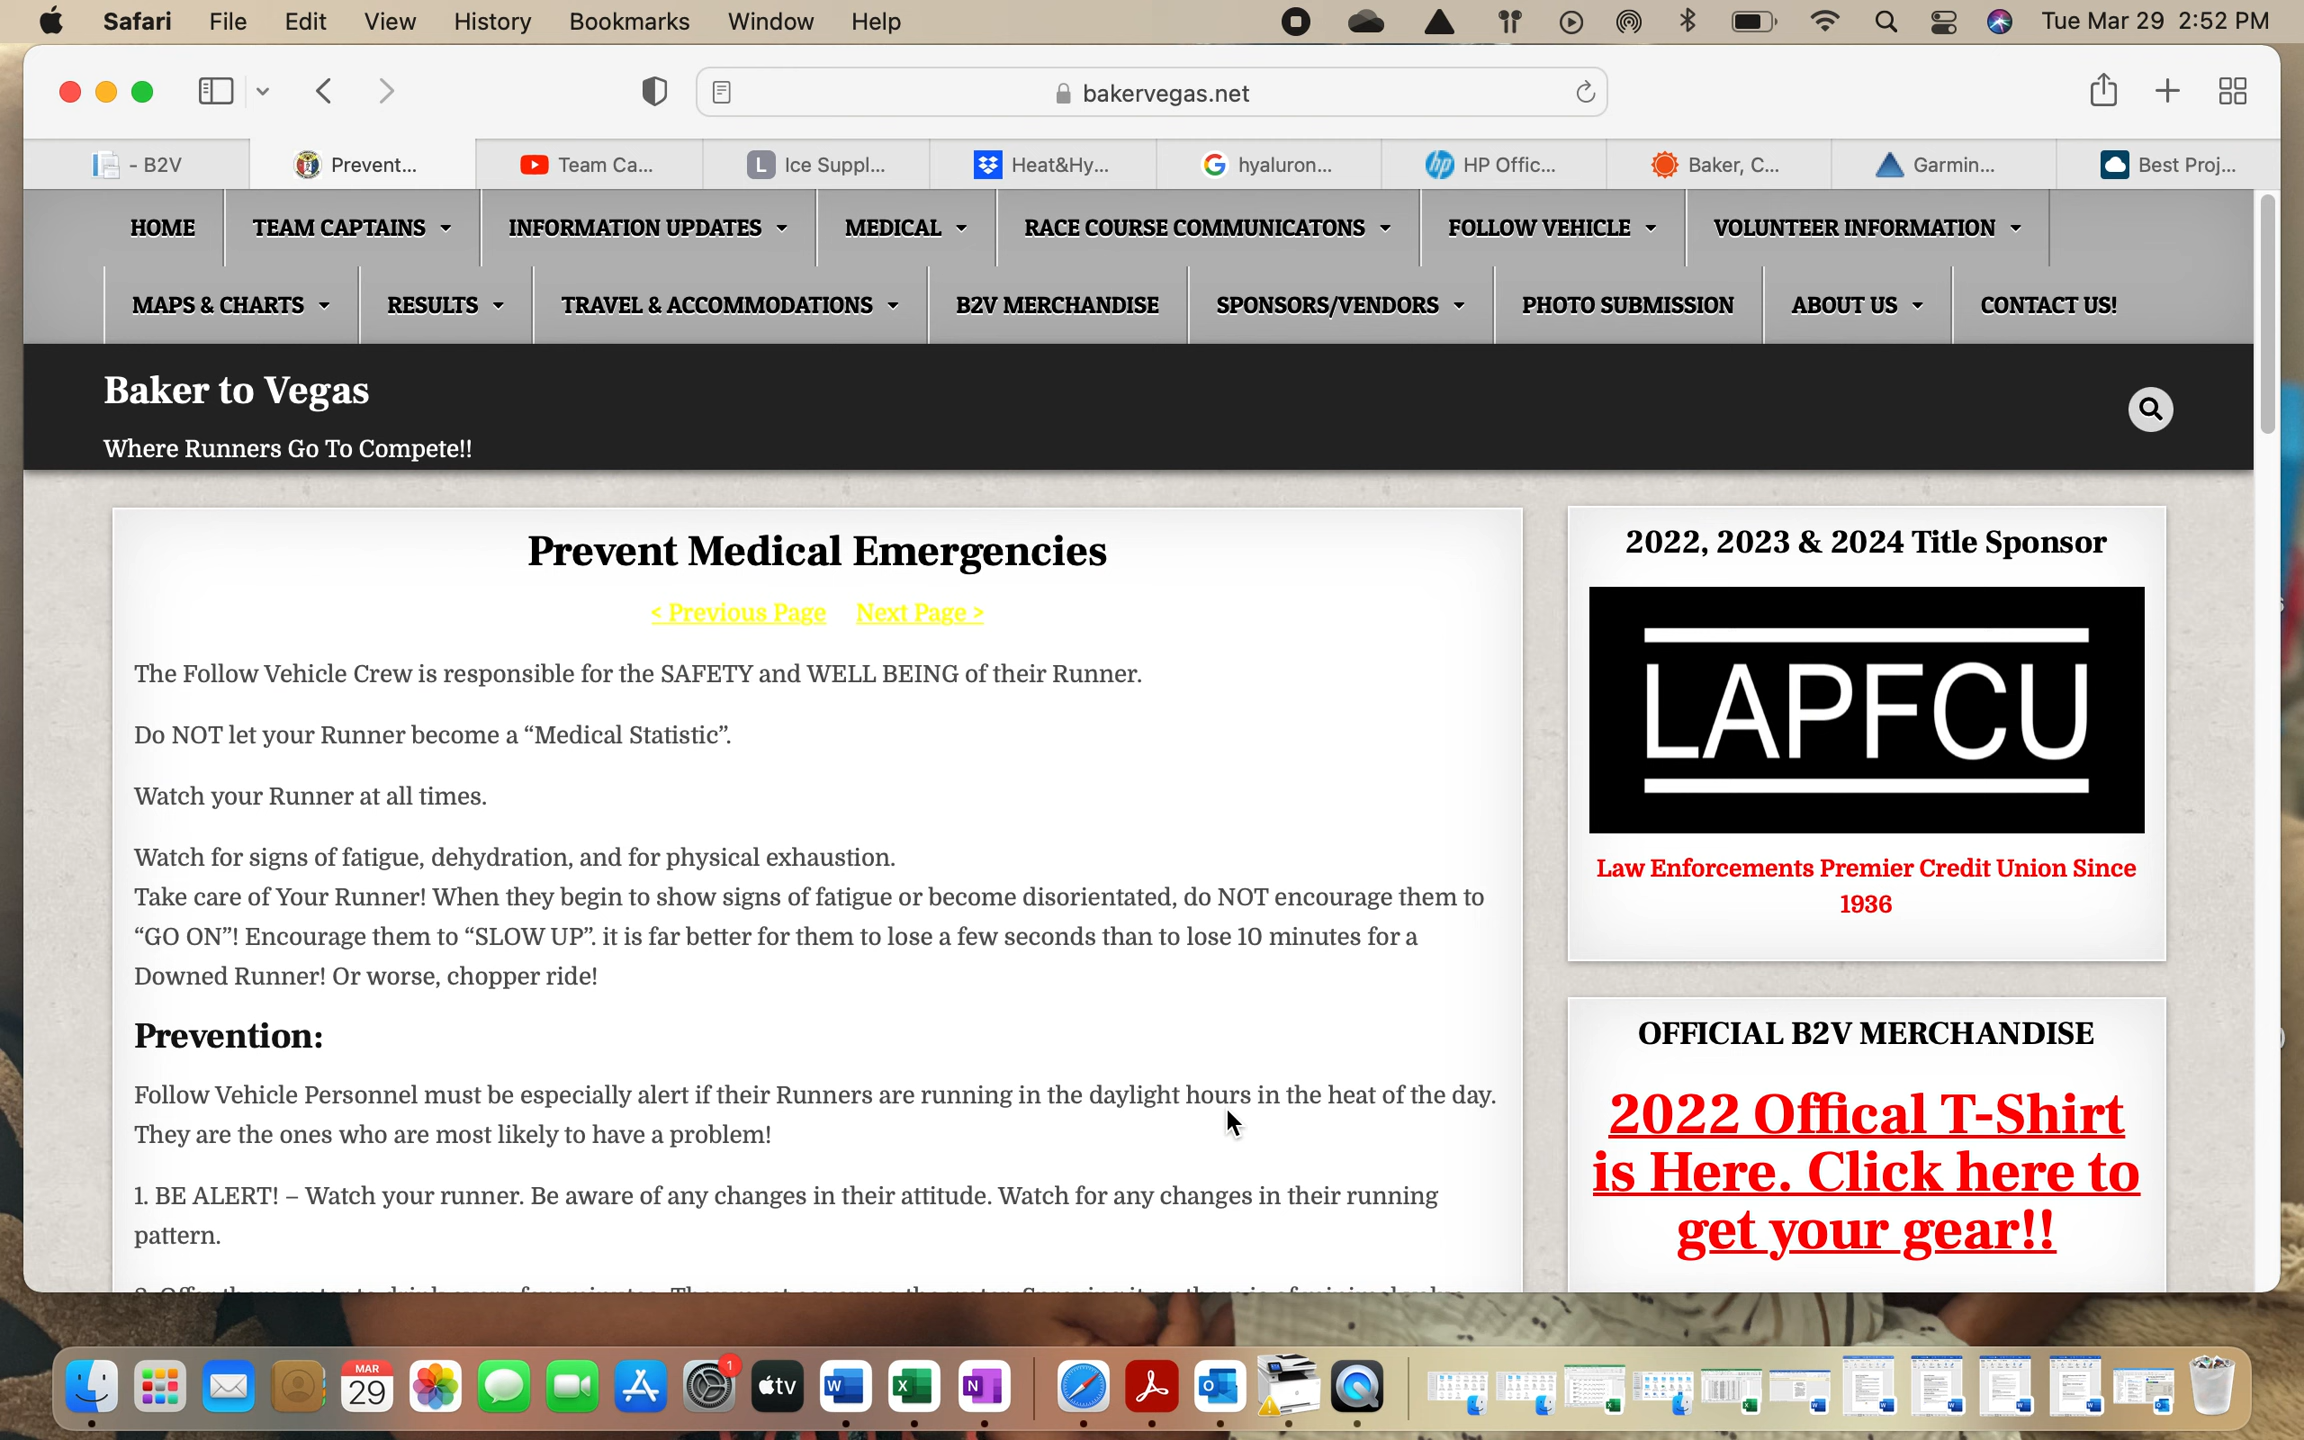 Safari File Edit View History Bookmarks Window Help Tue Mar 29 2:52 PM
bakervegas.net
- B2V Prevent... Team Ca... L Ice Suppl... Heat&Hy... G hyaluron... hp HP Offic... Baker, C... Garmin... Best Proj...
HOME TEAM CAPTAINS INFORMATION UPDATES MEDICAL RACE COURSE COMMUNICATONS FOLLOW VEHICLE VOLUNTEER INFORMATION
MAPS & CHARTS RESULTS TRAVEL & ACCOMMODATIONS B2V MERCHANDISE SPONSORS/VENDORS PHOTO SUBMISSION ABOUT US CONTACT US!
Baker to Vegas
Where Runners Go To Compete!!
Prevent Medical Emergencies
< Previous Page Next Page >
The Follow Vehicle Crew is responsible for the SAFETY and WELL BEING of their Runner.
Do NOT let your Runner become a “Medical Statistic”.
Watch your Runner at all times.
Watch for signs of fatigue, dehydration, and for physical exhaustion.
Take care of Your Runner! When they begin to show signs of fatigue or become disorientated, do NOT encourage them to
“GO ON”! Encourage them to “SLOW UP”. it is far better for them to lose a few seconds than to lose 10 minutes for a
Downed Runner! Or worse, chopper ride!
Prevention:
Follow Vehicle Personnel must be especially alert if their Runners are running in the daylight hours in the heat of the day.
They are the ones who are most likely to have a problem!
1. BE ALERT! – Watch your runner. Be aware of any changes in their attitude. Watch for any changes in their running
pattern.
2022, 2023 & 2024 Title Sponsor
LAPFCU
Law Enforcements Premier Credit Union Since
1936
OFFICIAL B2V MERCHANDISE
2022 Offical T-Shirt
is Here. Click here to
get your gear!!
MAR
29
1
tv
W
X
N
O